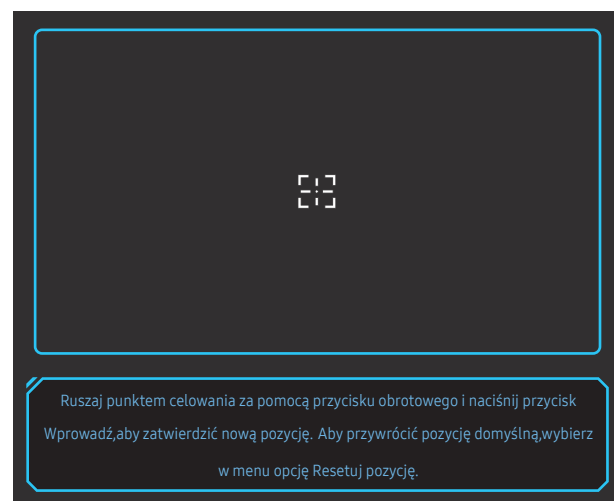 Ruszaj punktem celowania za pomocą przycisku obrotowego i naciśnij przycisk
Wprowadź,aby zatwierdzić nową pozycję. Aby przywrócić pozycję domyślną,wybierz
w menu opcję Resetuj pozycję.